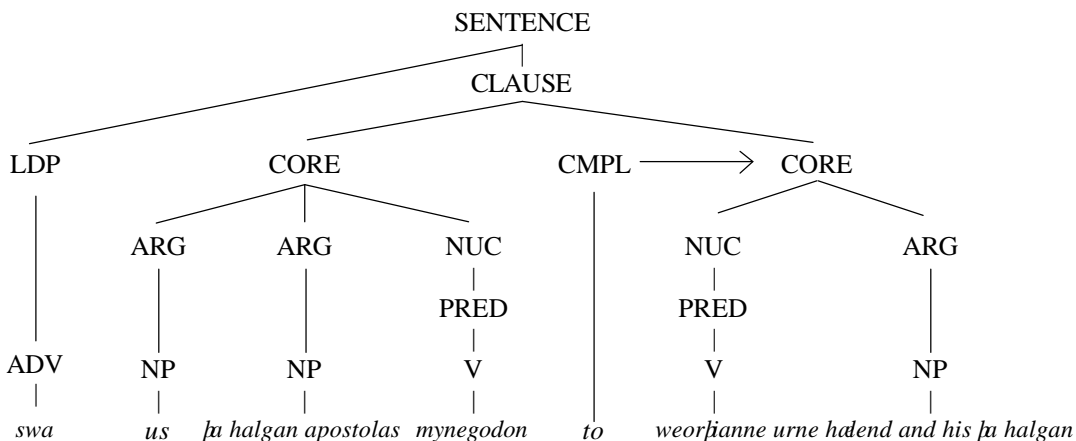 SENTENCE
CLAUSE
LDP CORE CMPL CORE
ARG ARG NUC NUC ARG
PRED PRED
ADV NP NP V V NP
swa us þa halgan apostolas mynegodon to weorþianne urne hælend and his þa halgan